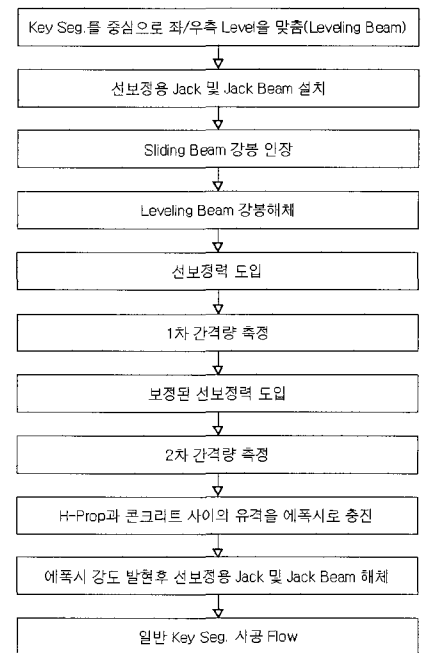 Key Seg.를 중심으로 좌/우측 Level을 맞춤(Leveling Beam)
선보정용 Jack 및 Jack Beam 설치
Sliding Beam 강봉 인장
Leveling Beam 강봉해체
선보정력 도입
1차 간격량 측정
보정된 선보정력 도입
2차 간격량 측정
H-Prop과 콘크리트 사이의 유격을 에폭시로 충진
에폭시 강도 발현후 선보정용 Jack 및 Jack Beam 해체
일반 Key Seg. 시공 Flow